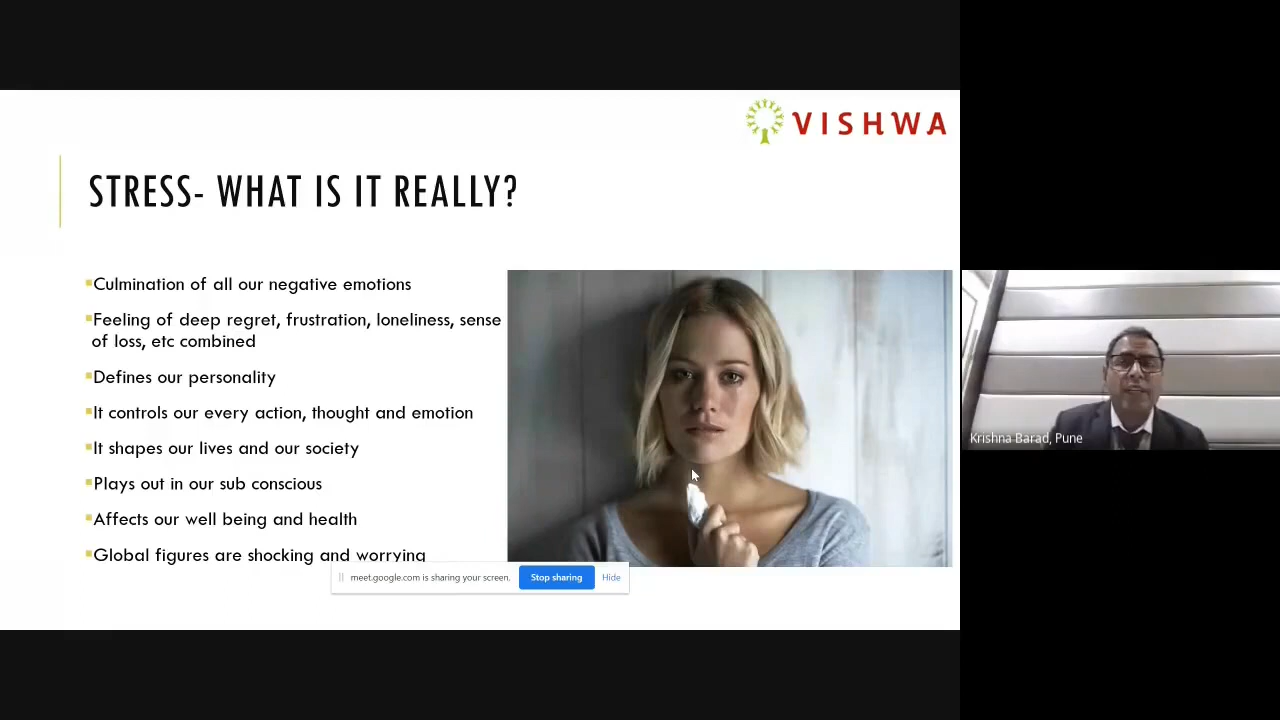 VISHWA
STRESS- WHAT IS IT REALLY?
Culmination of all our negative emotions
Feeling of deep regret, frustration, loneliness, sense
of loss, etc combined
Defines our personality
It controls our every action, thought and emotion
It shapes our lives and our society
Plays out in our sub conscious
Affects our well being and health
Global figures are shocking and worrying
meet.google.com is sharing your screen.
Stop sharing
Hide
Krishna Barad, Pune